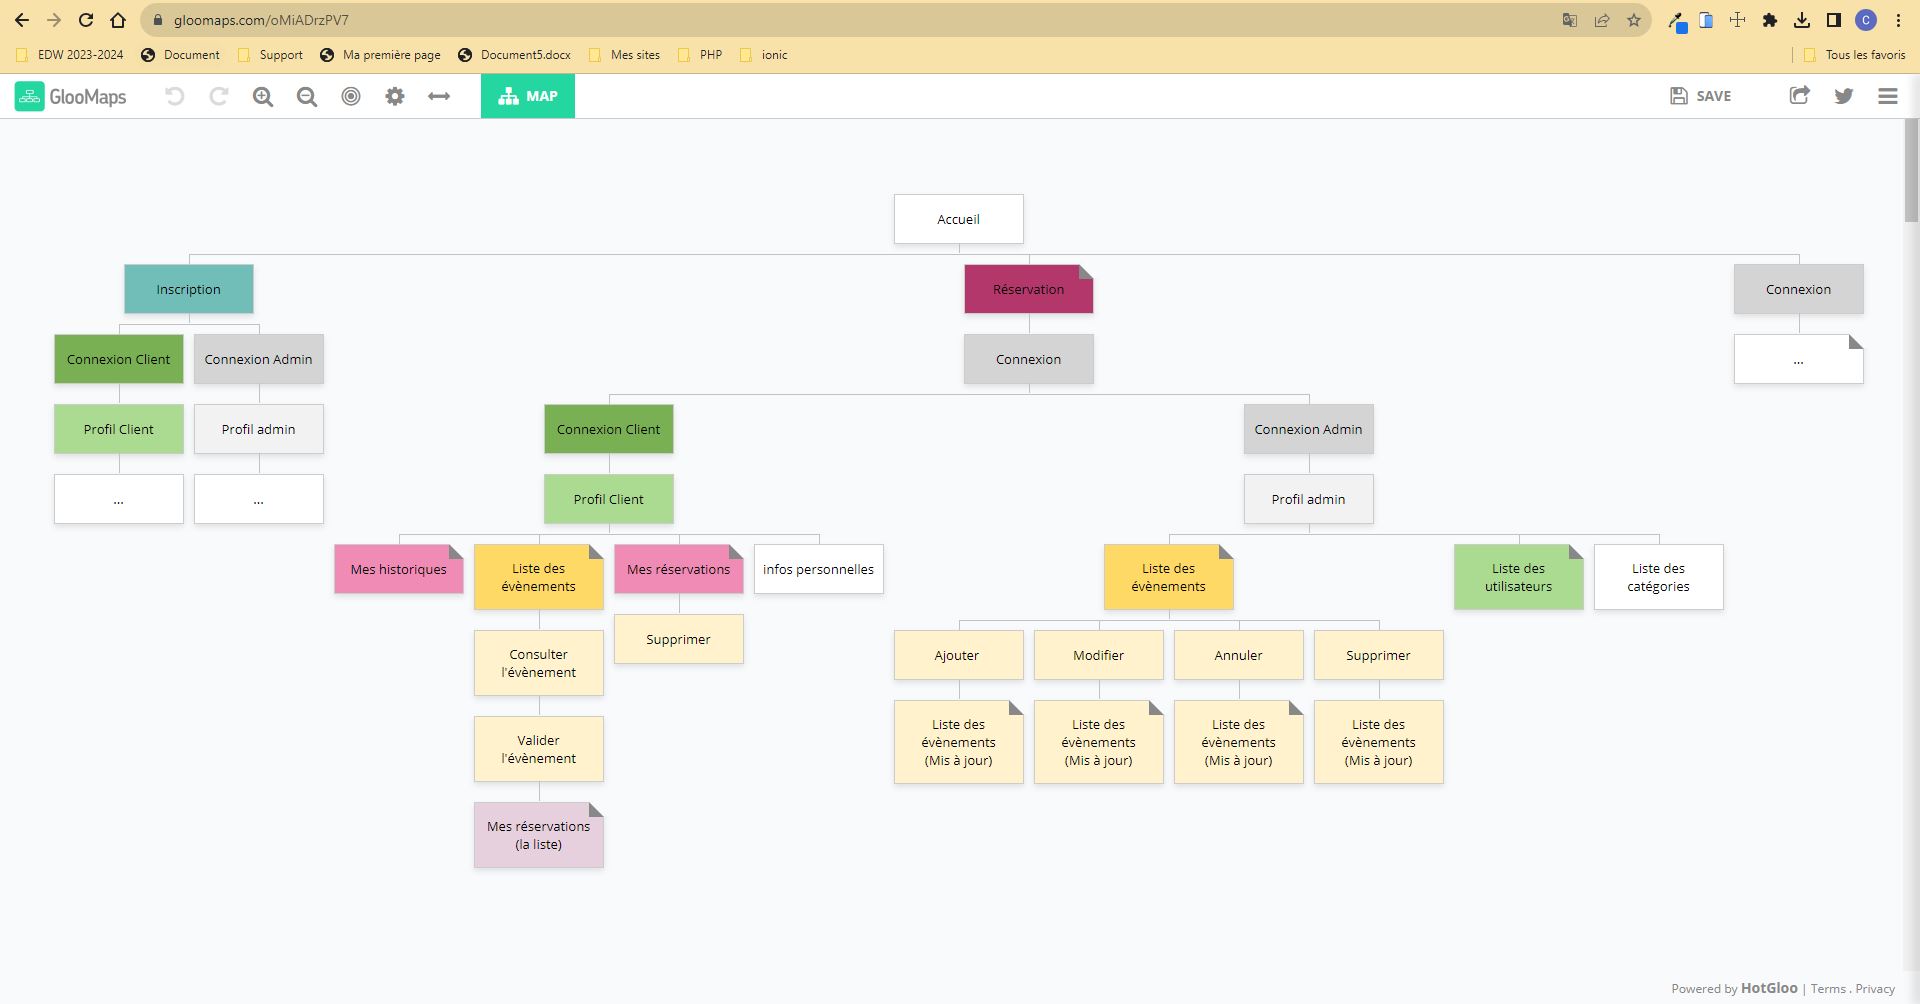 gloomaps.com/oMiADrzPV7
C
EDW 2023-2024 Document Support Ma première page Document5.docx Mes sites PHP ionic Tous les favoris
GlooMaps MAP SAVE
Accueil
Inscription Réservation Connexion
Connexion Client Connexion Admin Connexion ...
Profil Client Profil admin Connexion Client Connexion Admin
... ... Profil Client Profil admin
Mes historiques
Liste des
évènements
Mes réservations
infos personnelles
Liste des
évènements
Liste des
utilisateurs
Liste des
catégories
Consulter
l'évènement
Supprimer
Ajouter Modifier Annuler Supprimer
Valider
l'évènement
Liste des
évènements
(Mis à jour)
Liste des
évènements
(Mis à jour)
Liste des
évènements
(Mis à jour)
Liste des
évènements
(Mis à jour)
Mes réservations
(la liste)
Powered by HotGloo | Terms . Privacy